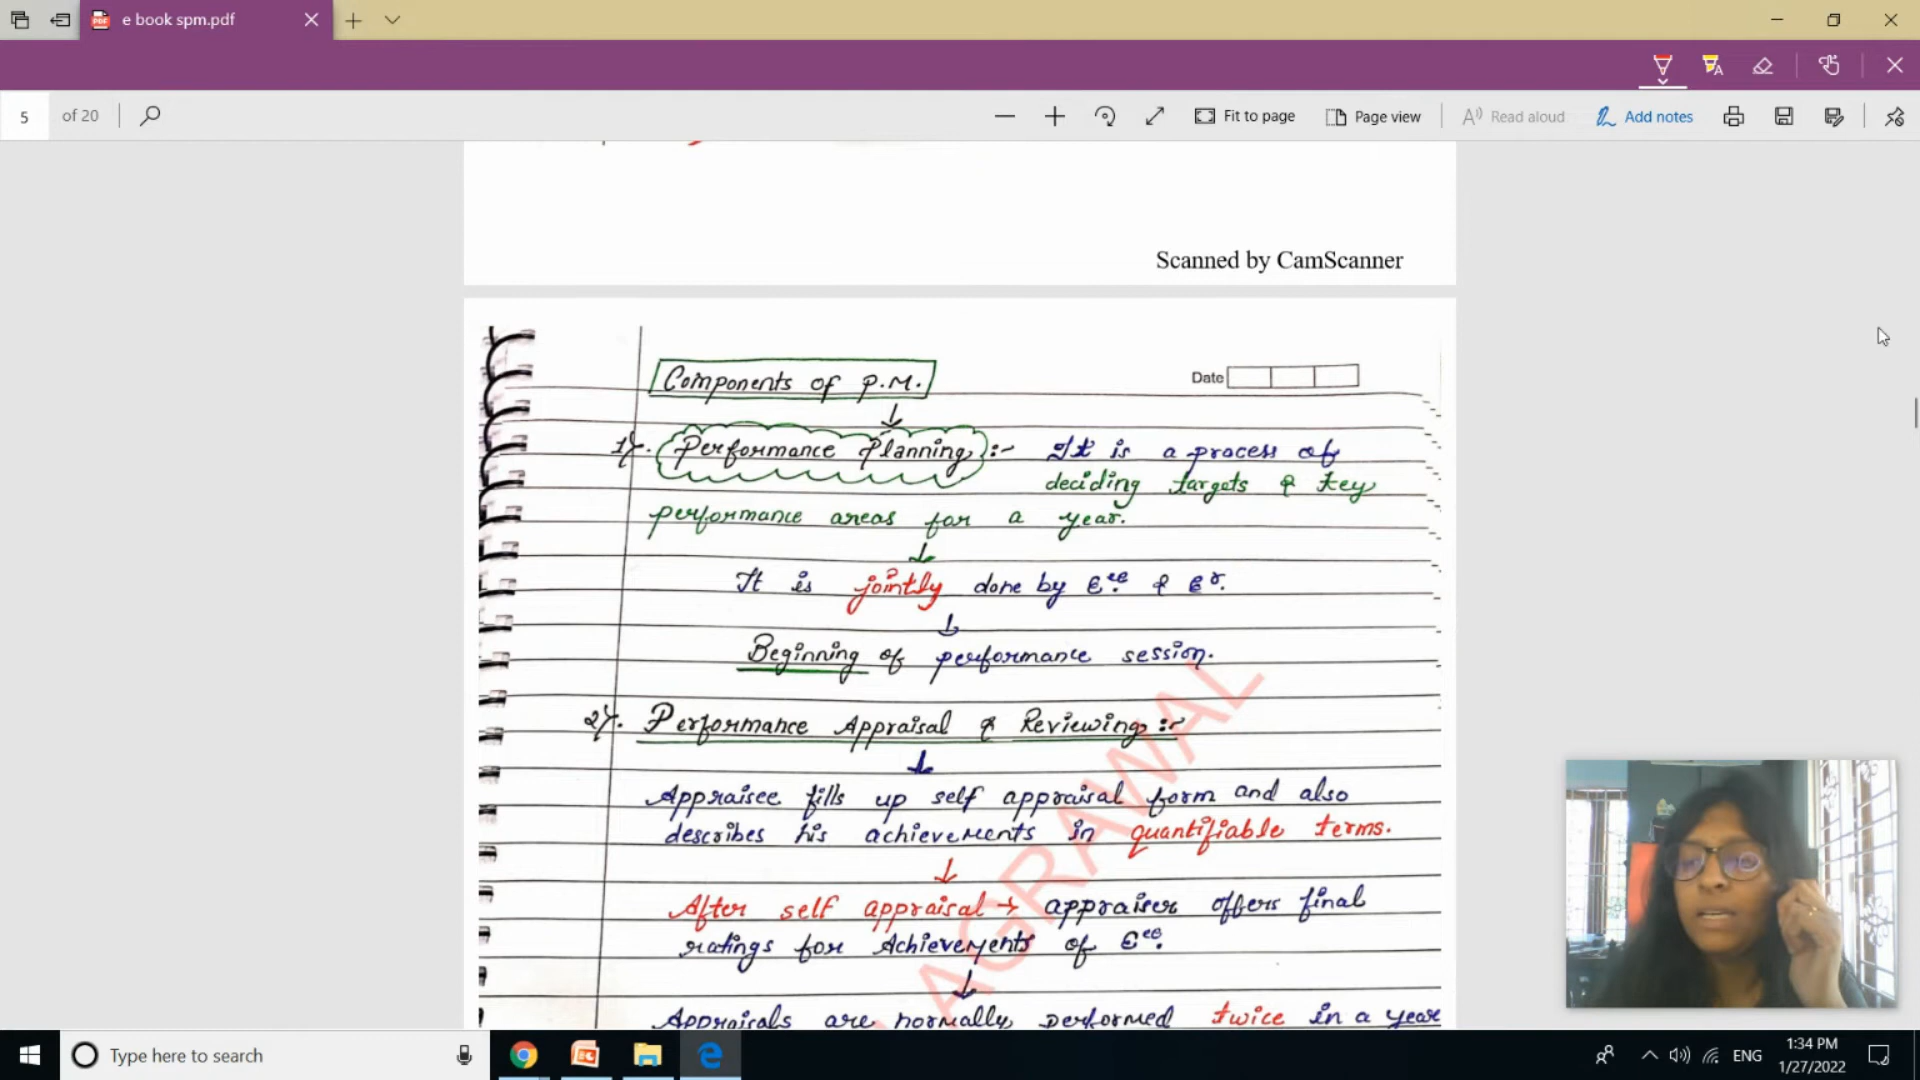 e book spm.pdf
5 of 20
Fit to page
Page view
Read aloud
Add notes
Scanned by CamScanner
Components of P.M.
Date
1). Performance Planning :- It is a process of
deciding targets & key
performance areas for a year.
It is jointly done by Eee. & Er.
Beginning of performance session.
2). Performance Appraisal & Reviewing :-
Appraisee fills up self appraisal form and also
describes his achievements in quantifiable terms.
After self appraisal → appraiser offers final
ratings for Achievements of Eee.
Appraisals are normally performed twice in a year
AGRAWAL
Type here to search
ENG
1:34 PM
1/27/2022